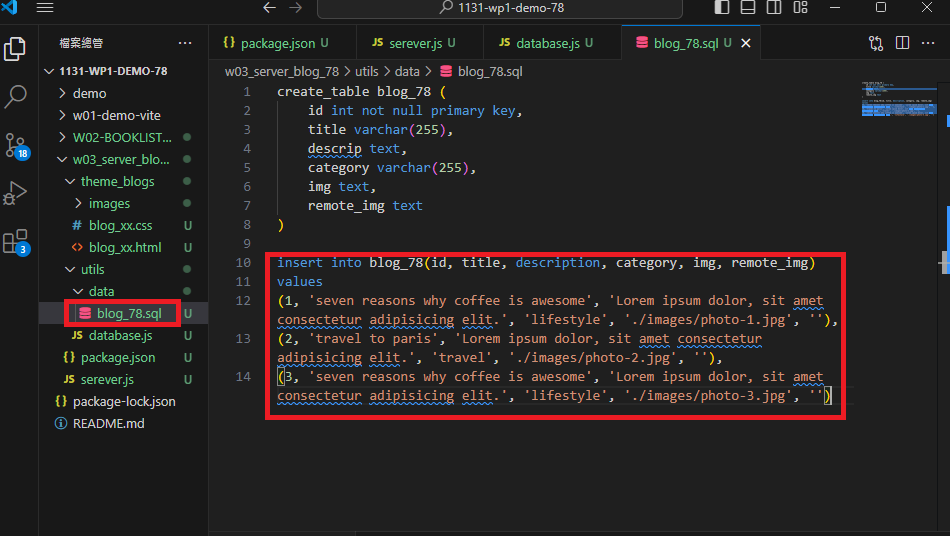 1131-wp1-demo-78
檔案總管 ...
package.json U
JS serever.js U
JS database.js U
blog_78.sql U
1131-WP1-DEMO-78
demo
w01-demo-vite
W02-BOOKLIST...
w03_server_blo...
theme_blogs
images
# blog_xx.css U
<> blog_xx.html U
utils
data
blog_78.sql U
JS database.js U
{} package.json U
JS serever.js U
{} package-lock.json
README.md
18
3
w03_server_blog_78 > utils > data > blog_78.sql
1 create_table blog_78 (
2 id int not null primary key,
3 title varchar(255),
4 descrip text,
5 category varchar(255),
6 img text,
7 remote_img text
8 )
9
10 insert into blog_78(id, title, description, category, img, remote_img)
11 values
12 (1, 'seven reasons why coffee is awesome', 'Lorem ipsum dolor, sit amet
consectetur adipisicing elit.', 'lifestyle', './images/photo-1.jpg', ''),
13 (2, 'travel to paris', 'Lorem ipsum dolor, sit amet consectetur
adipisicing elit.', 'travel', './images/photo-2.jpg', ''),
14 (3, 'seven reasons why coffee is awesome', 'Lorem ipsum dolor, sit amet
consectetur adipisicing elit.', 'lifestyle', './images/photo-3.jpg', '')